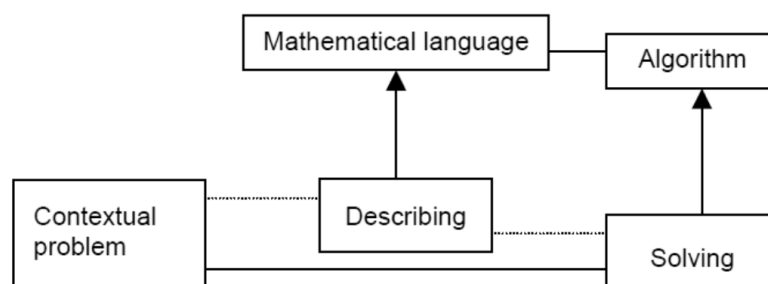 Mathematical language
Algorithm
Contextual
problem
Describing
Solving